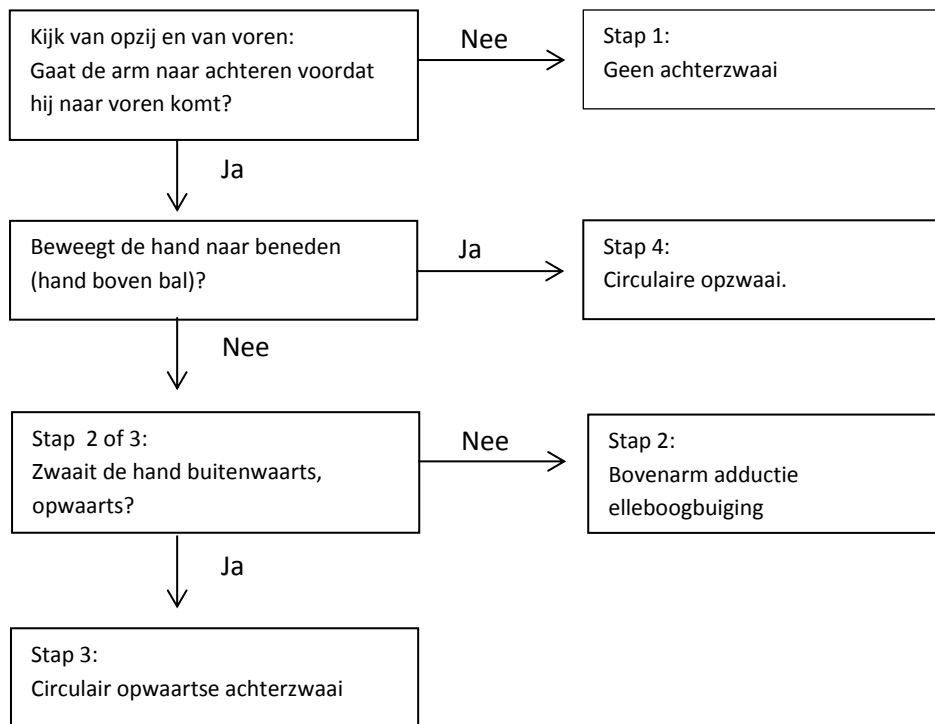 Kijk van opzij en van voren:
Gaat de arm naar achteren voordat
hij naar voren komt?
Nee
Stap 1:
Geen achterzwaai
Ja
Beweegt de hand naar beneden
(hand boven bal)?
Ja
Stap 4:
Circulaire opzwaai.
Nee
Stap 2 of 3:
Zwaait de hand buitenwaarts,
opwaarts?
Nee
Stap 2:
Bovenarm adductie
elleboogbuiging
Ja
Stap 3:
Circulair opwaartse achterzwaai